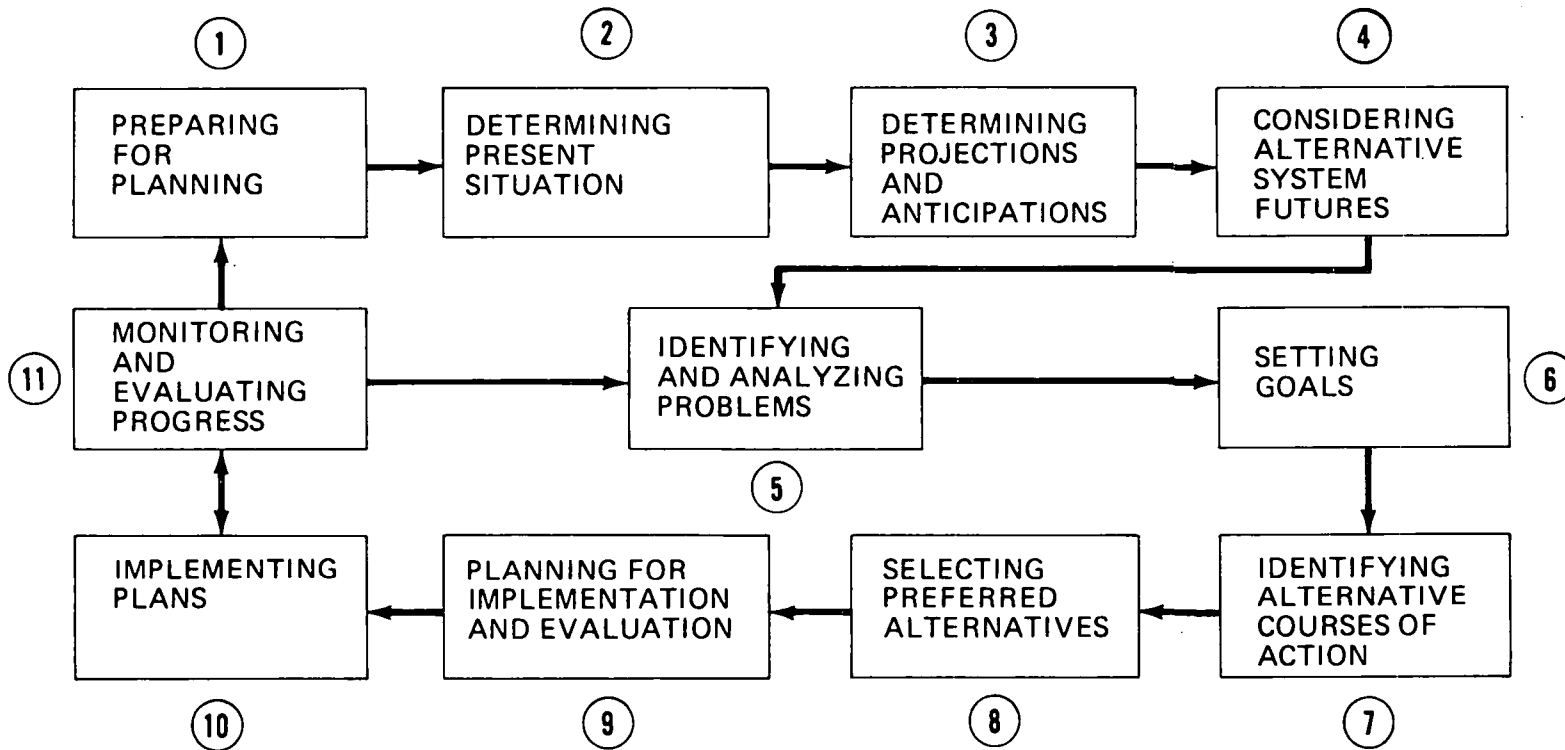 1
PREPARING
FOR
PLANNING
2
DETERMINING
PRESENT
SITUATION
3
DETERMINING
PROJECTIONS
AND
ANTICIPATIONS
4
CONSIDERING
ALTERNATIVE
SYSTEM
FUTURES
11
MONITORING
AND
EVALUATING
PROGRESS
IDENTIFYING
AND ANALYZING
PROBLEMS
5
SETTING
GOALS
6
IMPLEMENTING
PLANS
10
PLANNING FOR
IMPLEMENTATION
AND EVALUATION
9
SELECTING
PREFERRED
ALTERNATIVES
8
IDENTIFYING
ALTERNATIVE
COURSES OF
ACTION
7